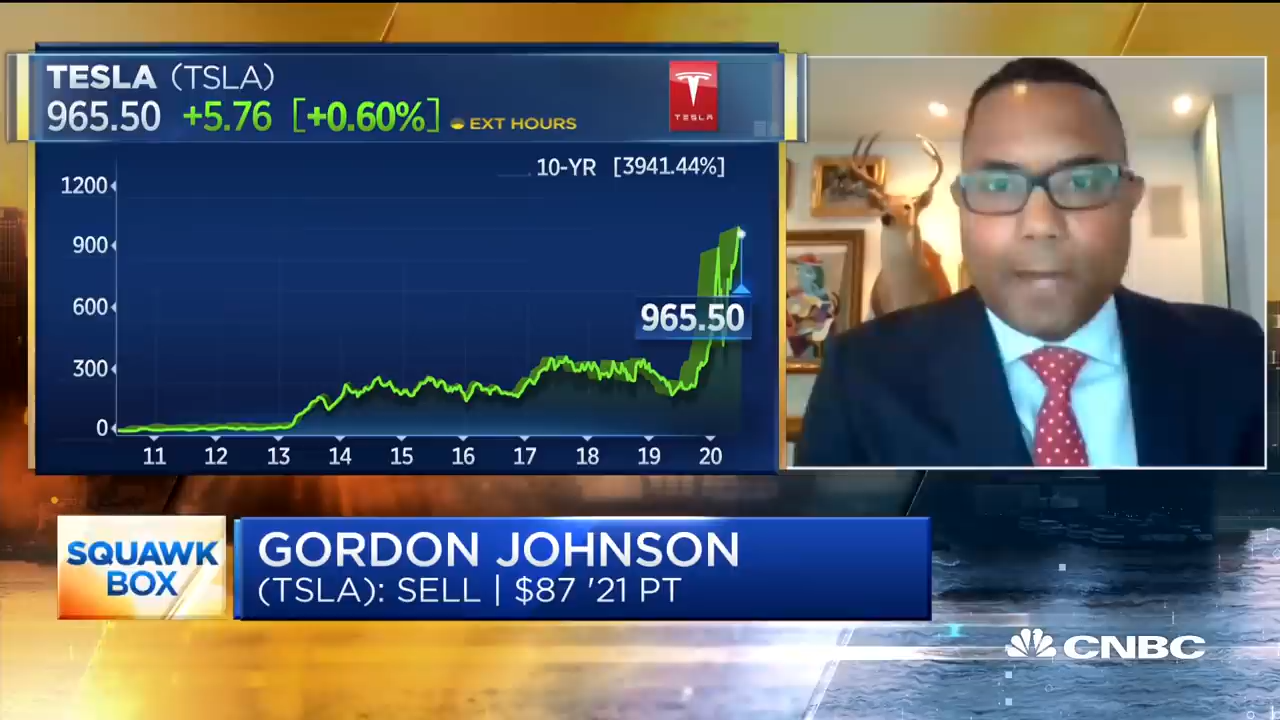 TESLA (TSLA)
965.50 +5.76 [+0.60%] EXT HOURS
TESLA
10-YR [3941.44%]
1200
900
600
300
0
965.50
11 12 13 14 15 16 17 18 19 20
SQUAWK
BOX
GORDON JOHNSON
(TSLA): SELL | $87 '21 PT
CNBC